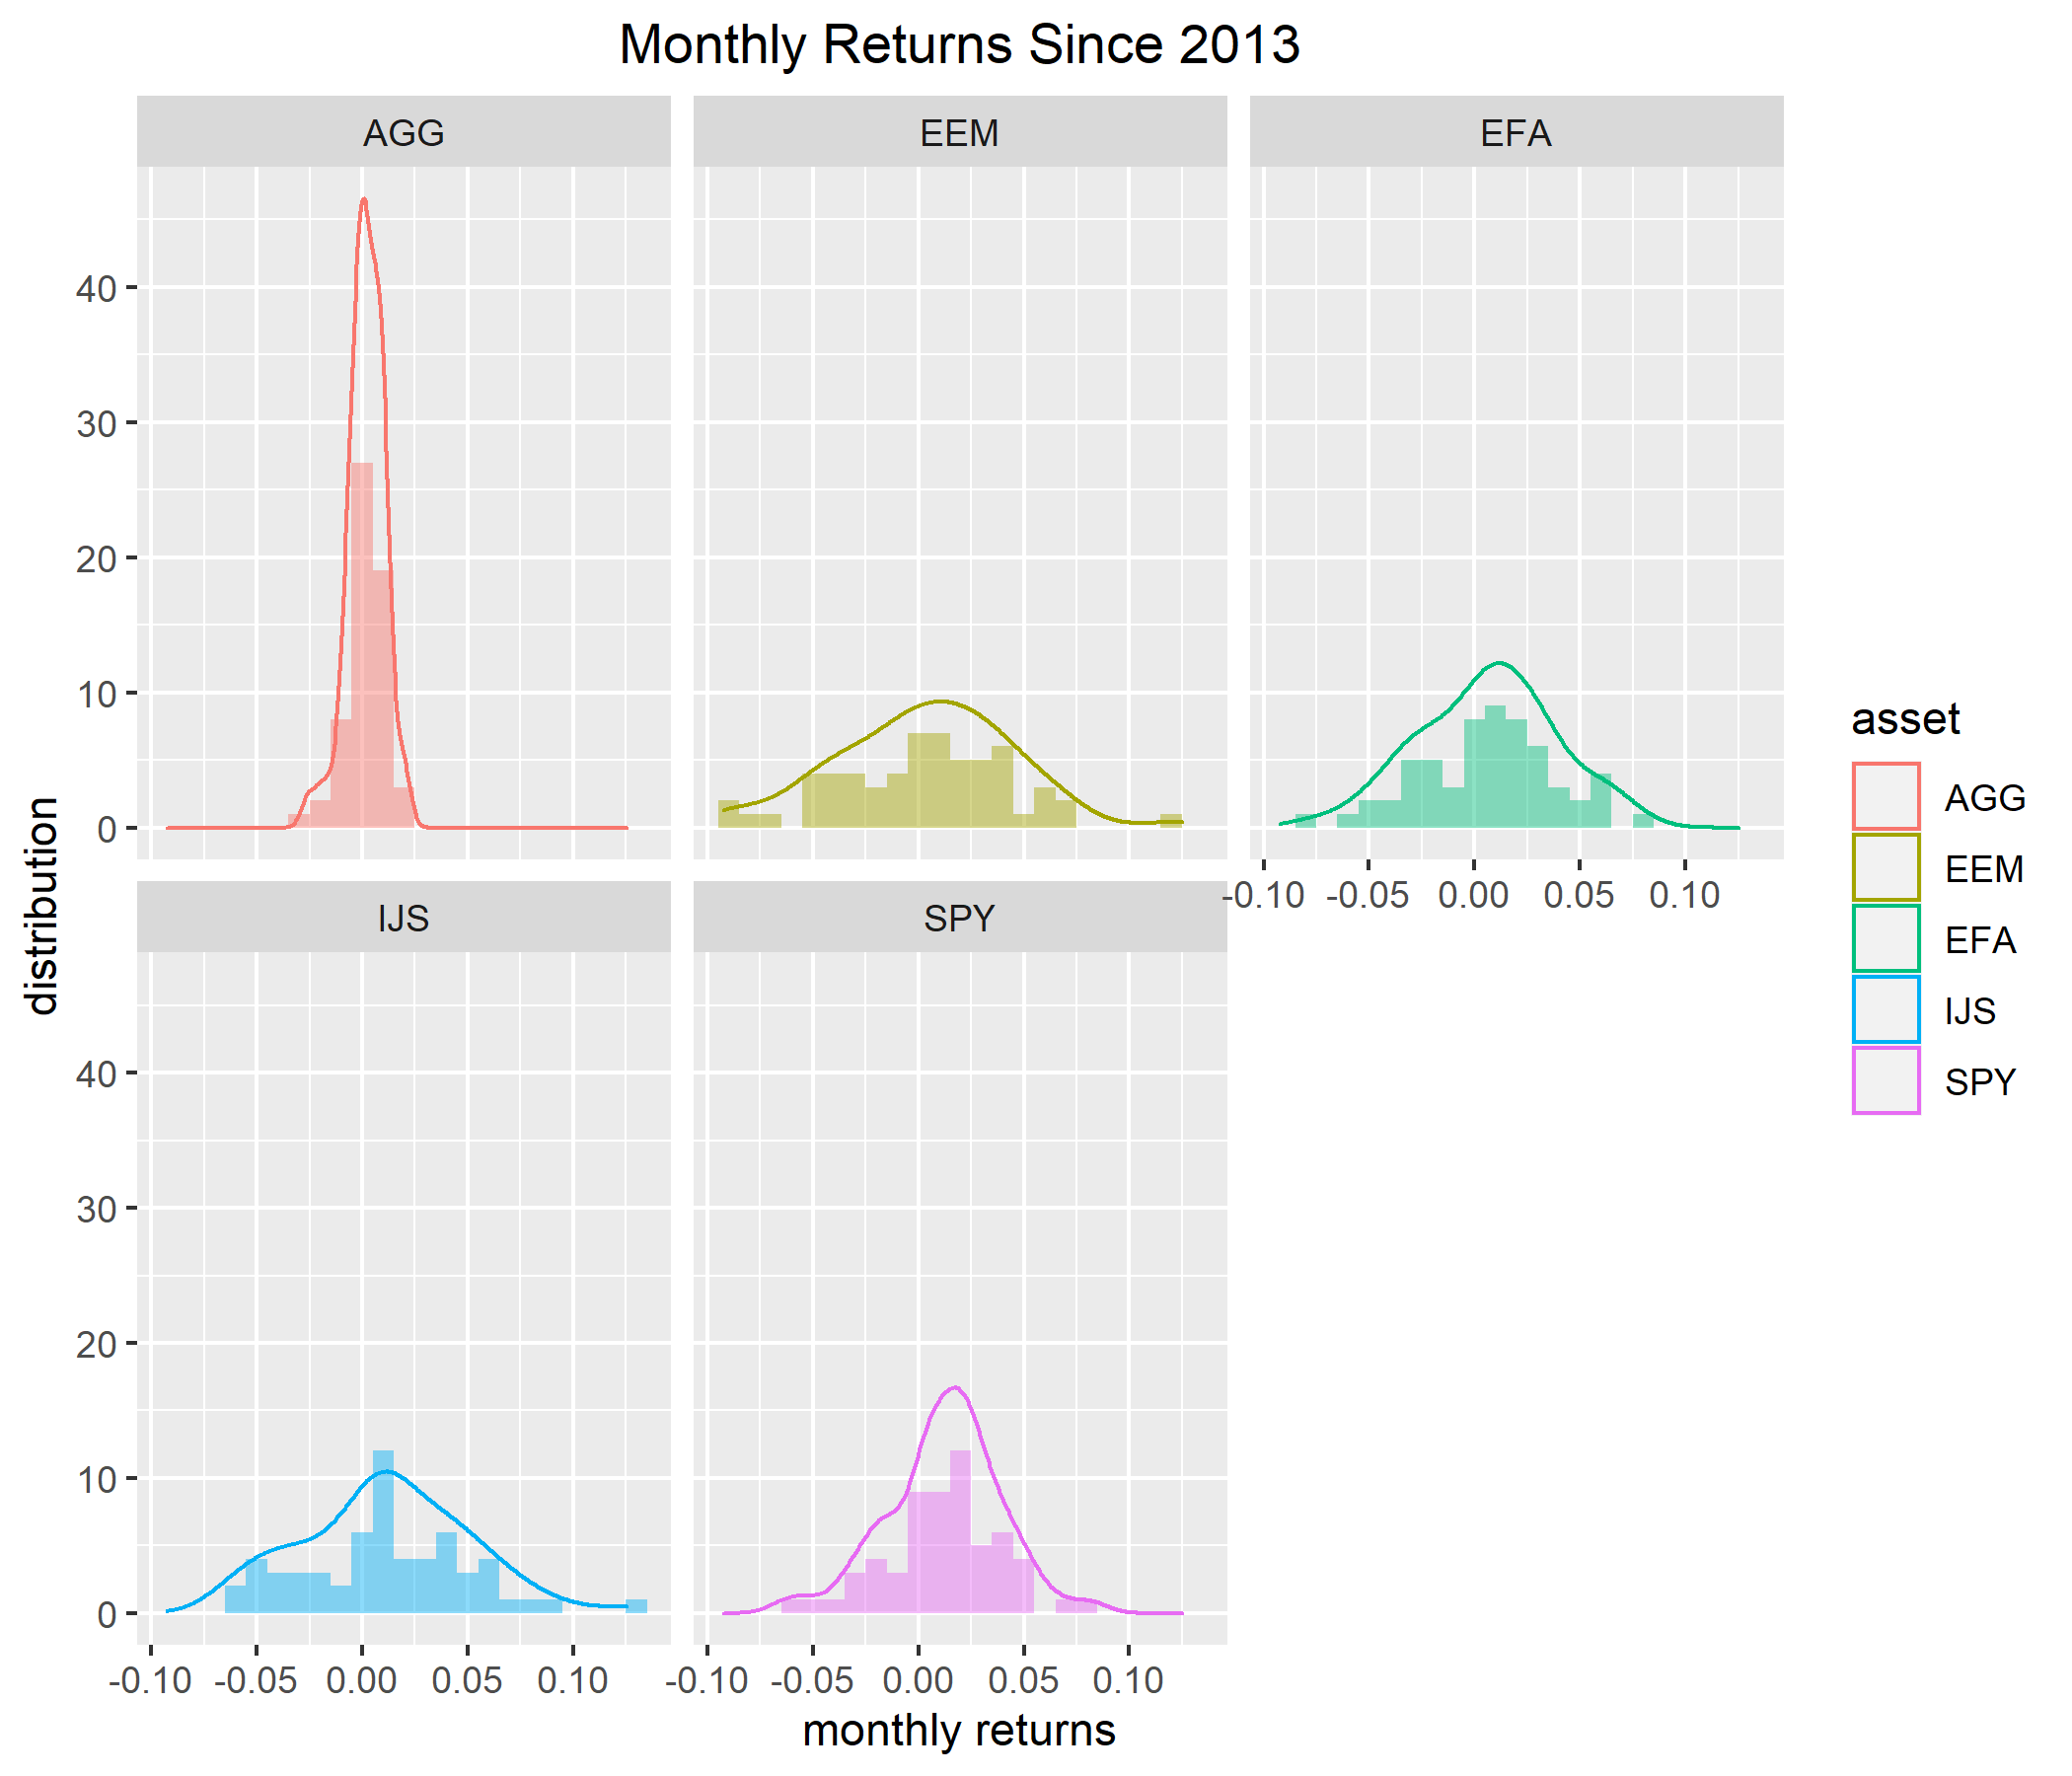 Monthly Returns Since 2013
AGG EEM EFA
40
30
20
10
0
-0.10 -0.05 0.00 0.05 0.10
IJS SPY
40
30
20
10
0
-0.10 -0.05 0.00 0.05 0.10 -0.10 -0.05 0.00 0.05 0.10
monthly returns
distribution
asset
AGG
EEM
EFA
IJS
SPY